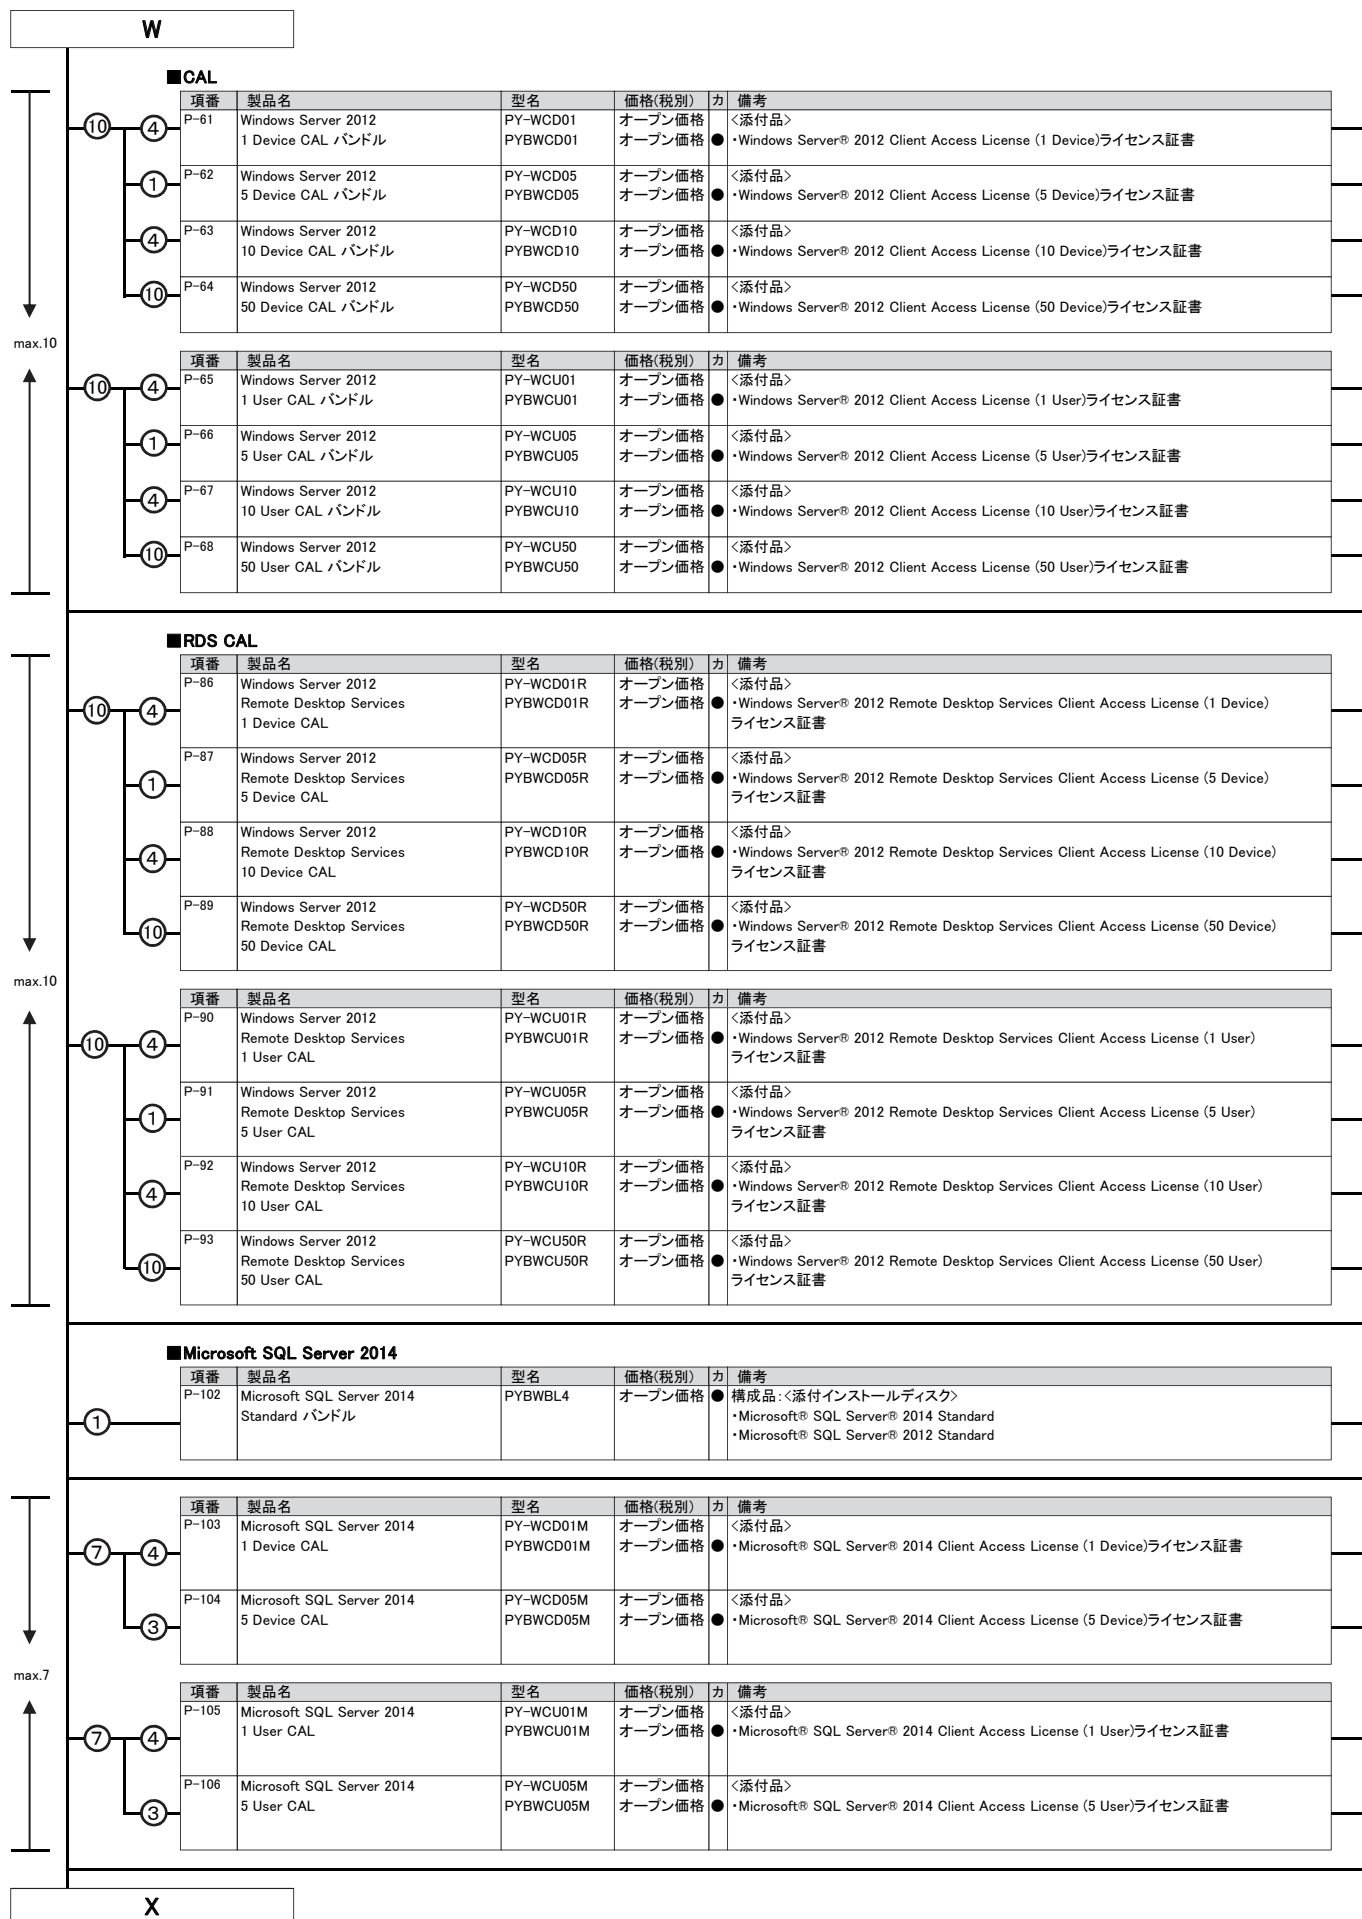 W
■CAL
項番 製品名 型名 価格(税別) カ 備考
⑩ ④ P-61 Windows Server 2012 PY-WCD01 オープン価格 <添付品>
1 Device CAL バンドル PYBWCD01 オープン価格 ● ・Windows Server® 2012 Client Access License (1 Device)ライセンス証書
① P-62 Windows Server 2012 PY-WCD05 オープン価格 <添付品>
5 Device CAL バンドル PYBWCD05 オープン価格 ● ・Windows Server® 2012 Client Access License (5 Device)ライセンス証書
④ P-63 Windows Server 2012 PY-WCD10 オープン価格 <添付品>
10 Device CAL バンドル PYBWCD10 オープン価格 ● ・Windows Server® 2012 Client Access License (10 Device)ライセンス証書
⑩ P-64 Windows Server 2012 PY-WCD50 オープン価格 <添付品>
50 Device CAL バンドル PYBWCD50 オープン価格 ● ・Windows Server® 2012 Client Access License (50 Device)ライセンス証書
max.10
項番 製品名 型名 価格(税別) カ 備考
⑩ ④ P-65 Windows Server 2012 PY-WCU01 オープン価格 <添付品>
1 User CAL バンドル PYBWCU01 オープン価格 ● ・Windows Server® 2012 Client Access License (1 User)ライセンス証書
① P-66 Windows Server 2012 PY-WCU05 オープン価格 <添付品>
5 User CAL バンドル PYBWCU05 オープン価格 ● ・Windows Server® 2012 Client Access License (5 User)ライセンス証書
④ P-67 Windows Server 2012 PY-WCU10 オープン価格 <添付品>
10 User CAL バンドル PYBWCU10 オープン価格 ● ・Windows Server® 2012 Client Access License (10 User)ライセンス証書
⑩ P-68 Windows Server 2012 PY-WCU50 オープン価格 <添付品>
50 User CAL バンドル PYBWCU50 オープン価格 ● ・Windows Server® 2012 Client Access License (50 User)ライセンス証書
■RDS CAL
項番 製品名 型名 価格(税別) カ 備考
P-86 Windows Server 2012 PY-WCD01R オープン価格 <添付品>
⑩ ④ Remote Desktop Services PYBWCD01R オープン価格 ● ・Windows Server® 2012 Remote Desktop Services Client Access License (1 Device)
1 Device CAL ライセンス証書
P-87 Windows Server 2012 PY-WCD05R オープン価格 <添付品>
① Remote Desktop Services PYBWCD05R オープン価格 ● ・Windows Server® 2012 Remote Desktop Services Client Access License (5 Device)
5 Device CAL ライセンス証書
P-88 Windows Server 2012 PY-WCD10R オープン価格 <添付品>
④ Remote Desktop Services PYBWCD10R オープン価格 ● ・Windows Server® 2012 Remote Desktop Services Client Access License (10 Device)
10 Device CAL ライセンス証書
P-89 Windows Server 2012 PY-WCD50R オープン価格 <添付品>
⑩ Remote Desktop Services PYBWCD50R オープン価格 ● ・Windows Server® 2012 Remote Desktop Services Client Access License (50 Device)
50 Device CAL ライセンス証書
max.10
項番 製品名 型名 価格(税別) カ 備考
P-90 Windows Server 2012 PY-WCU01R オープン価格 <添付品>
⑩ ④ Remote Desktop Services PYBWCU01R オープン価格 ● ・Windows Server® 2012 Remote Desktop Services Client Access License (1 User)
1 User CAL ライセンス証書
P-91 Windows Server 2012 PY-WCU05R オープン価格 <添付品>
① Remote Desktop Services PYBWCU05R オープン価格 ● ・Windows Server® 2012 Remote Desktop Services Client Access License (5 User)
5 User CAL ライセンス証書
P-92 Windows Server 2012 PY-WCU10R オープン価格 <添付品>
④ Remote Desktop Services PYBWCU10R オープン価格 ● ・Windows Server® 2012 Remote Desktop Services Client Access License (10 User)
10 User CAL ライセンス証書
P-93 Windows Server 2012 PY-WCU50R オープン価格 <添付品>
⑩ Remote Desktop Services PYBWCU50R オープン価格 ● ・Windows Server® 2012 Remote Desktop Services Client Access License (50 User)
50 User CAL ライセンス証書
■Microsoft SQL Server 2014
項番 製品名 型名 価格(税別) カ 備考
P-102 Microsoft SQL Server 2014 PYBWBL4 オープン価格 ● 構成品:<添付インストールディスク>
① Standard バンドル ・Microsoft® SQL Server® 2014 Standard
・Microsoft® SQL Server® 2012 Standard
項番 製品名 型名 価格(税別) カ 備考
P-103 Microsoft SQL Server 2014 PY-WCD01M オープン価格 <添付品>
⑦ ④ 1 Device CAL PYBWCD01M オープン価格 ● ・Microsoft® SQL Server® 2014 Client Access License (1 Device)ライセンス証書
P-104 Microsoft SQL Server 2014 PY-WCD05M オープン価格 <添付品>
③ 5 Device CAL PYBWCD05M オープン価格 ● ・Microsoft® SQL Server® 2014 Client Access License (5 Device)ライセンス証書
max.7
項番 製品名 型名 価格(税別) カ 備考
P-105 Microsoft SQL Server 2014 PY-WCU01M オープン価格 <添付品>
⑦ ④ 1 User CAL PYBWCU01M オープン価格 ● ・Microsoft® SQL Server® 2014 Client Access License (1 User)ライセンス証書
P-106 Microsoft SQL Server 2014 PY-WCU05M オープン価格 <添付品>
③ 5 User CAL PYBWCU05M オープン価格 ● ・Microsoft® SQL Server® 2014 Client Access License (5 User)ライセンス証書
X